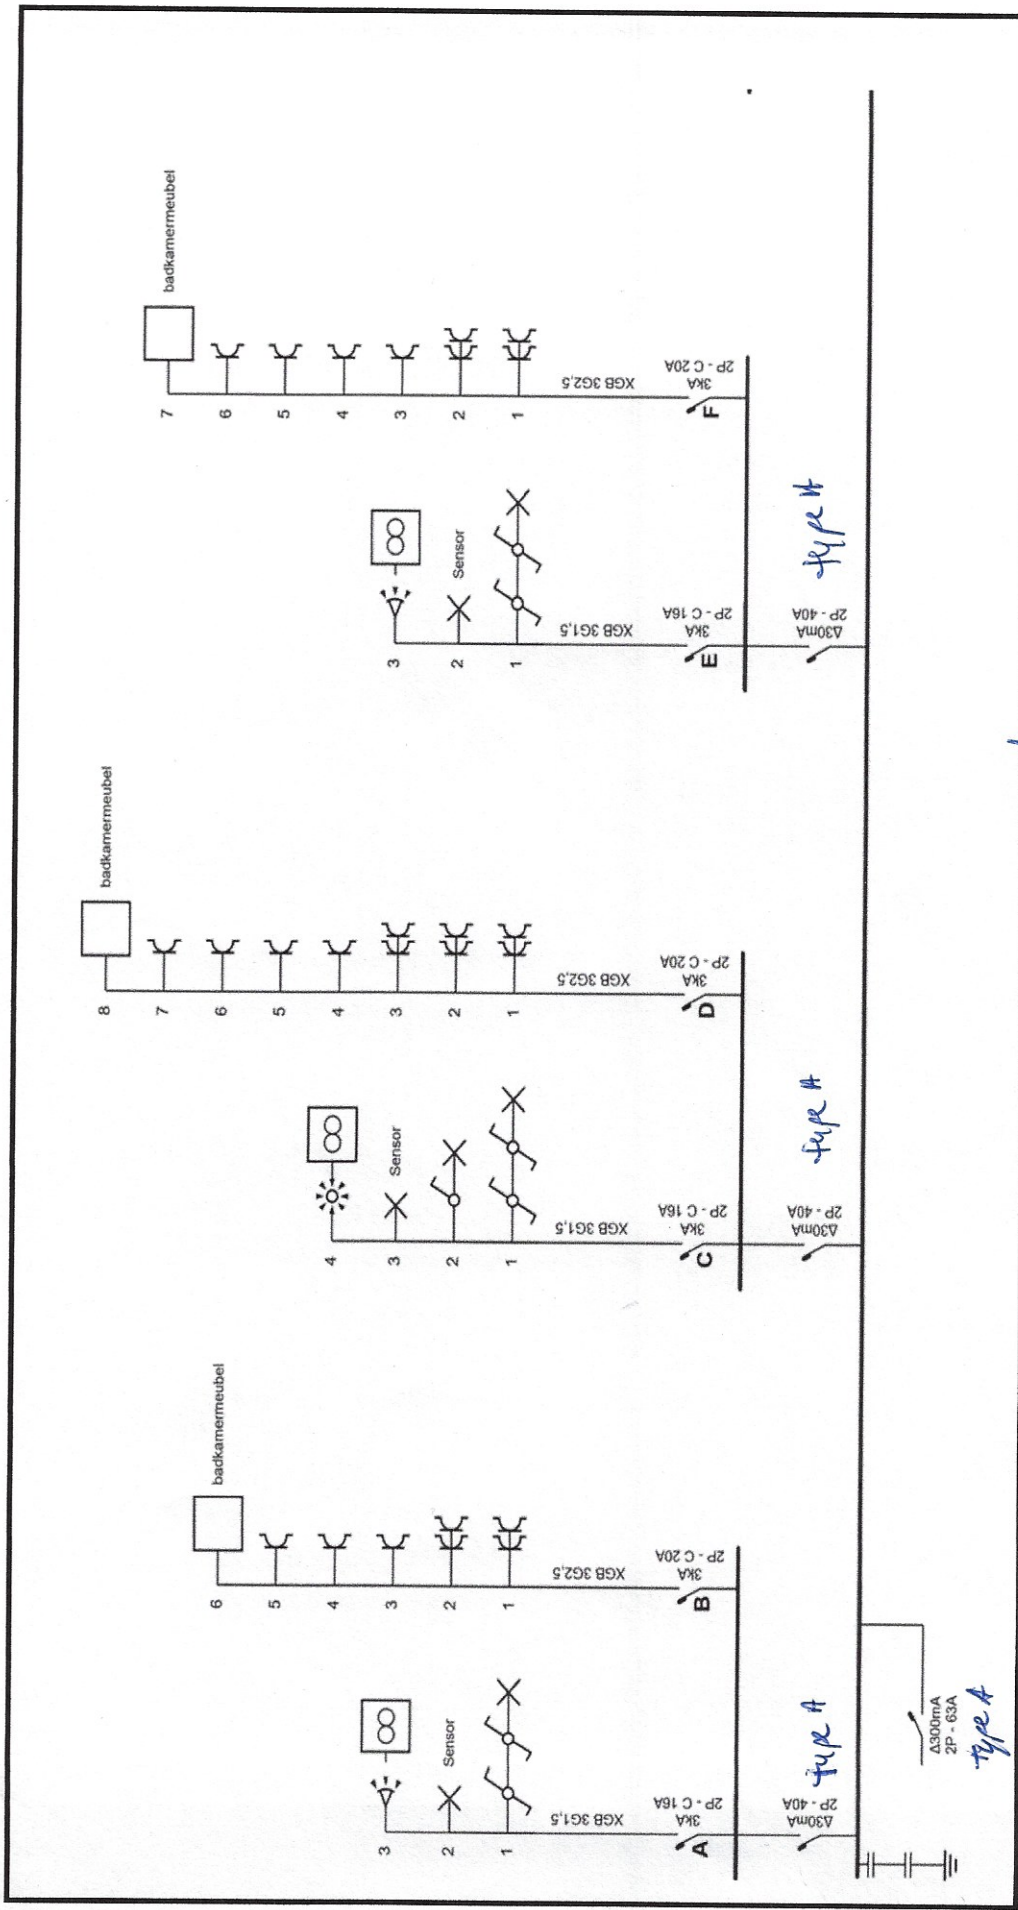 badkamermeubel
badkamermeubel
badkamermeubel
7
6
5
4
3
2
1
XGB 3G2,5
2P - C 20A
3kA
F
3
2
Sensor
1
XGB 3G1,5
2P - C 16A
3kA
E
2P - 40A
Δ30mA
type A
8
7
6
5
4
3
2
1
XGB 3G2,5
2P - C 20A
3kA
D
4
3
Sensor
2
1
XGB 3G1,5
2P - C 16A
3kA
C
2P - 40A
Δ30mA
type A
6
5
4
3
2
1
XGB 3G2,5
2P - C 20A
3kA
B
3
2
Sensor
1
XGB 3G1,5
2P - C 16A
3kA
A
2P - 40A
Δ30mA
type A
Δ300mA
2P - 63A
type A